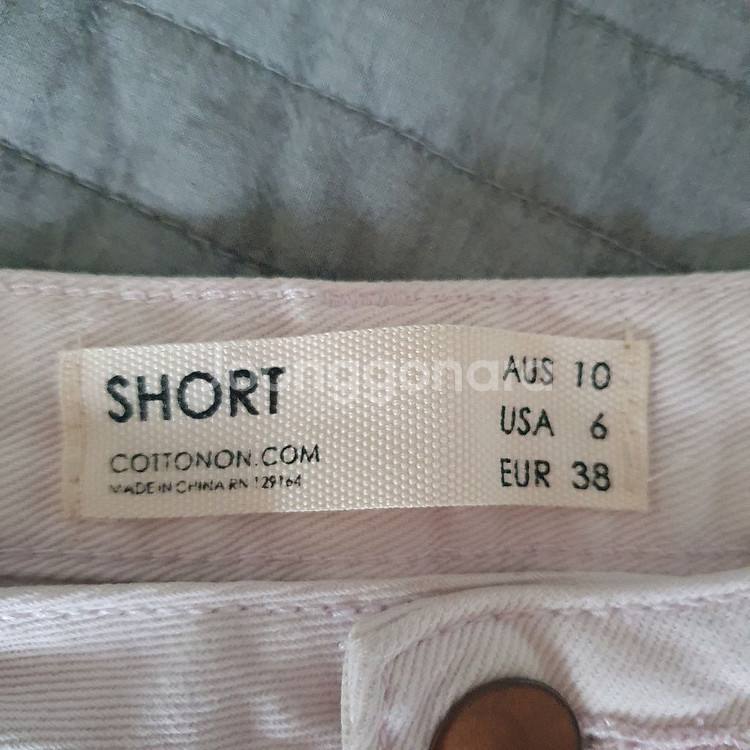 SHORT
COTTONON.COM
MADE IN CHINA RN 129164
AUS 10
USA 6
EUR 38